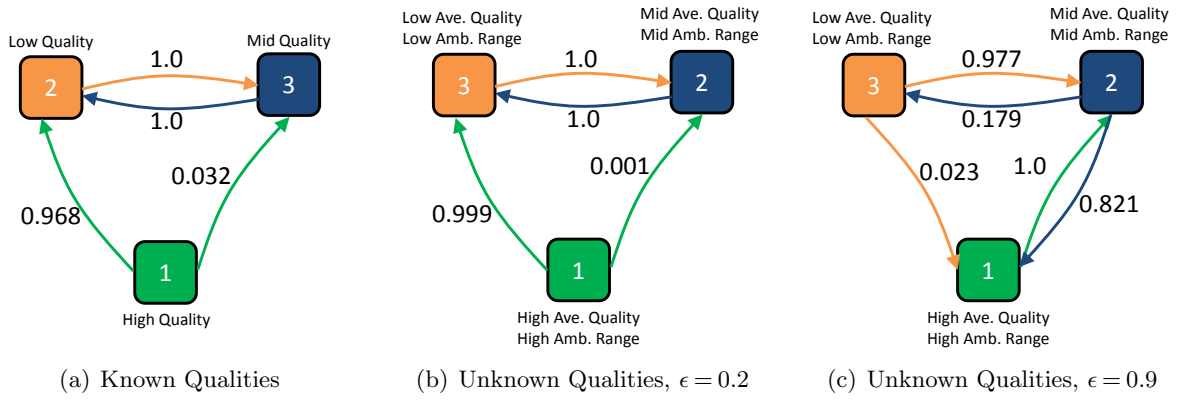 Low Quality
Mid Quality
1.0
2
3
1.0
0.032
0.968
1
High Quality
(a) Known Qualities
Low Ave. Quality
Low Amb. Range
Mid Ave. Quality
Mid Amb. Range
1.0
3
2
1.0
0.001
0.999
1
High Ave. Quality
High Amb. Range
(b) Unknown Qualities, ϵ = 0.2
Low Ave. Quality
Low Amb. Range
Mid Ave. Quality
Mid Amb. Range
0.977
3
2
0.179
0.023
1.0
0.821
1
High Ave. Quality
High Amb. Range
(c) Unknown Qualities, ϵ = 0.9